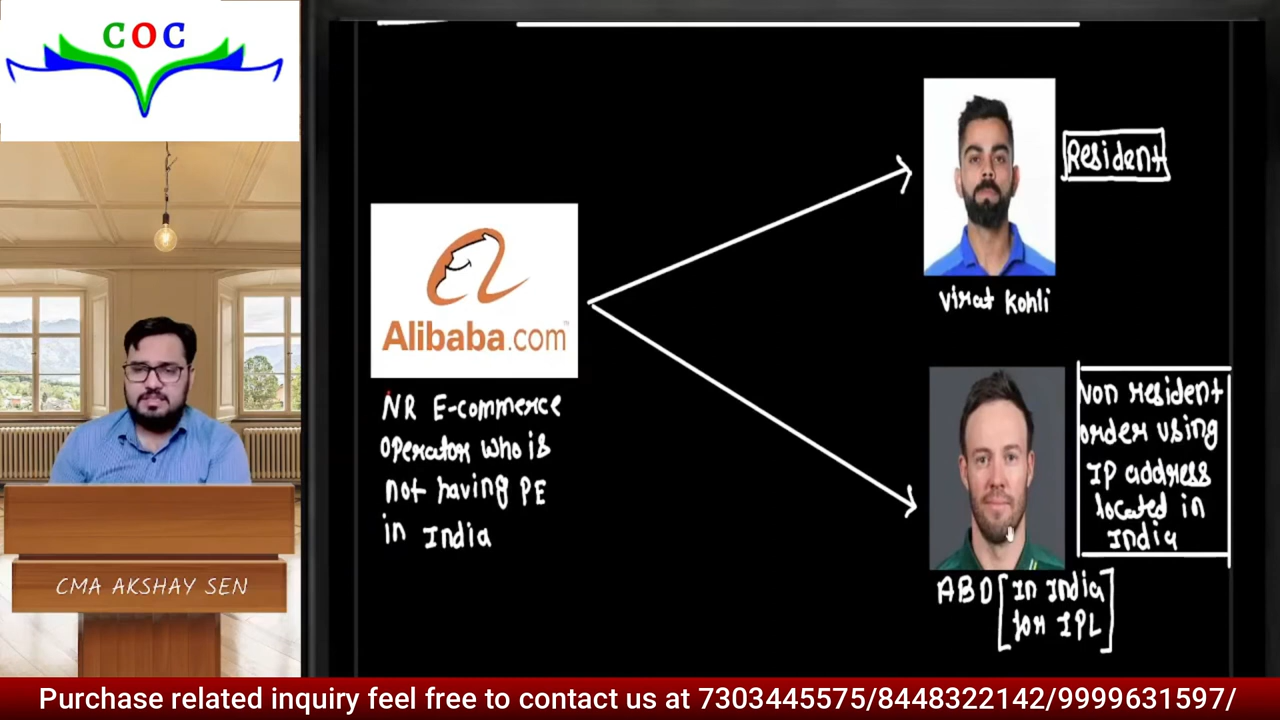 COC
CMA AKSHAY SEN
Alibaba.com
NR E-commerce
operator who is
not having PE
in India
Resident
Virat Kohli
Non resident
order using
IP address
located in
India
ABD [In India
for IPL]
Purchase related inquiry feel free to contact us at 7303445575/8448322142/9999631597/